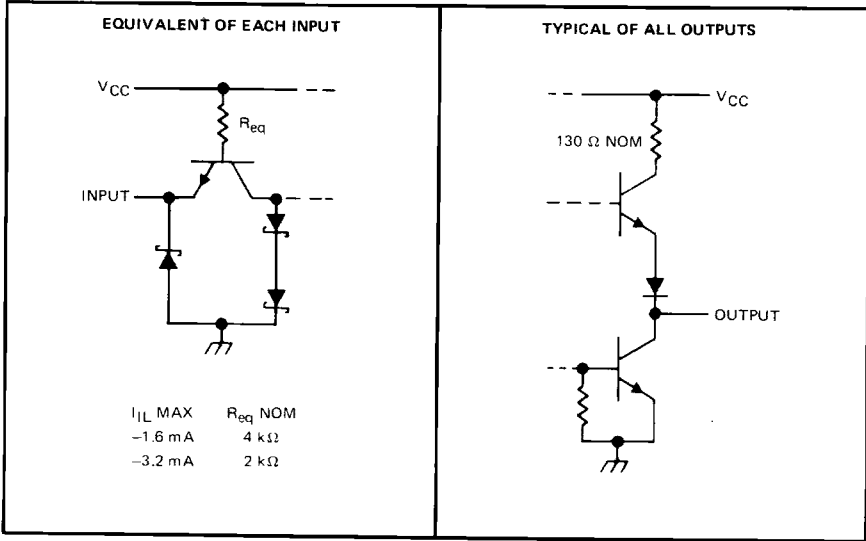 EQUIVALENT OF EACH INPUT
VCC
Req
INPUT
IIL MAX Req NOM
–1.6 mA 4 kΩ
–3.2 mA 2 kΩ
TYPICAL OF ALL OUTPUTS
VCC
130 Ω NOM
OUTPUT